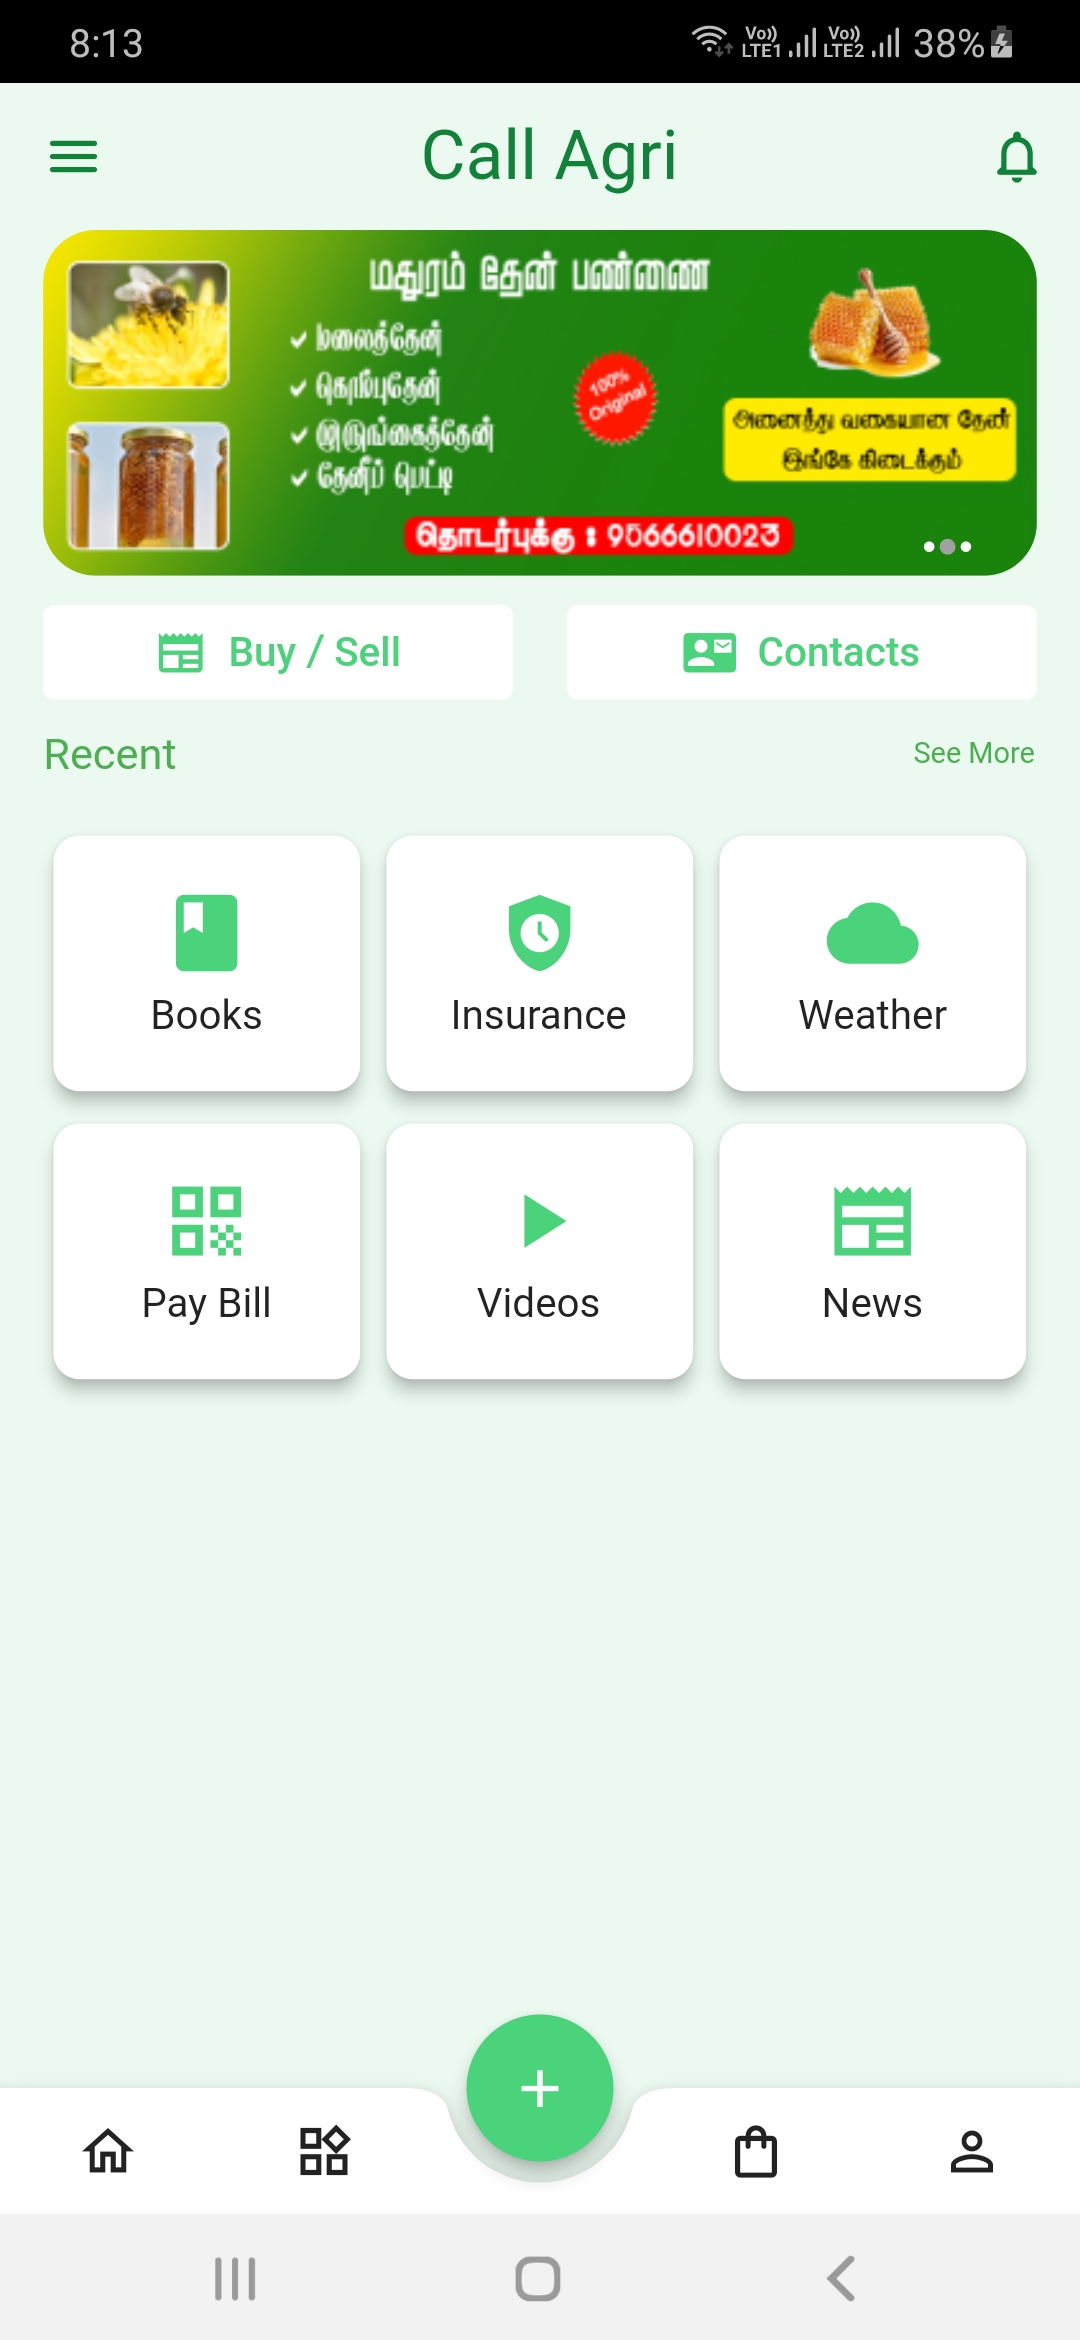 8:13
Vo)) LTE1 Vo)) LTE2 38%
Call Agri
மதுரம் தேன் பண்ணை
மலைத்தேன்
கொம்புதேன்
தேனீப் பெட்டி
100%
Original
அனைத்து வகையான தேன்
இங்கே கிடைக்கும்
தொடர்புக்கு : 9566610023
Buy / Sell
Contacts
Recent
See More
Books
Insurance
Weather
Pay Bill
Videos
News